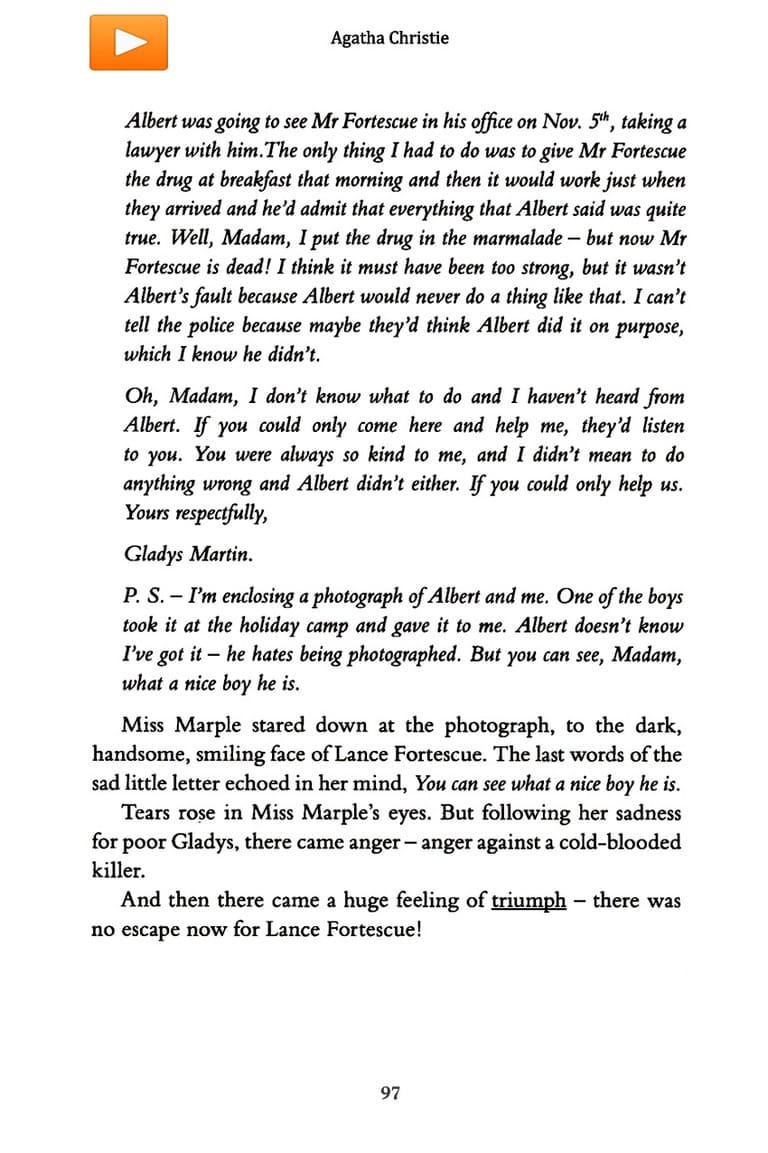 Agatha Christie
Albert was going to see Mr Fortescue in his office on Nov. 5th, taking a
lawyer with him.The only thing I had to do was to give Mr Fortescue
the drug at breakfast that morning and then it would work just when
they arrived and he’d admit that everything that Albert said was quite
true. Well, Madam, I put the drug in the marmalade – but now Mr
Fortescue is dead! I think it must have been too strong, but it wasn’t
Albert’s fault because Albert would never do a thing like that. I can’t
tell the police because maybe they’d think Albert did it on purpose,
which I know he didn’t.
Oh, Madam, I don’t know what to do and I haven’t heard from
Albert. If you could only come here and help me, they’d listen
to you. You were always so kind to me, and I didn’t mean to do
anything wrong and Albert didn’t either. If you could only help us.
Yours respectfully,
Gladys Martin.
P. S. – I’m enclosing a photograph of Albert and me. One of the boys
took it at the holiday camp and gave it to me. Albert doesn’t know
I’ve got it – he hates being photographed. But you can see, Madam,
what a nice boy he is.
Miss Marple stared down at the photograph, to the dark,
handsome, smiling face of Lance Fortescue. The last words of the
sad little letter echoed in her mind, You can see what a nice boy he is.
Tears rose in Miss Marple’s eyes. But following her sadness
for poor Gladys, there came anger – anger against a cold-blooded
killer.
And then there came a huge feeling of triumph – there was
no escape now for Lance Fortescue!
97